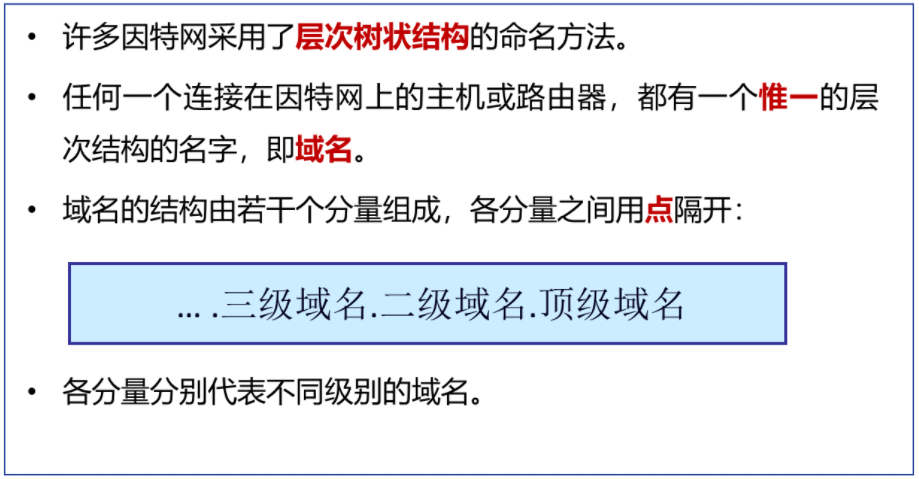 • 许多因特网采用了层次树状结构的命名方法。
• 任何一个连接在因特网上的主机或路由器，都有一个惟一的层
次结构的名字，即域名。
• 域名的结构由若干个分量组成，各分量之间用点隔开：
… .三级域名.二级域名.顶级域名
• 各分量分别代表不同级别的域名。